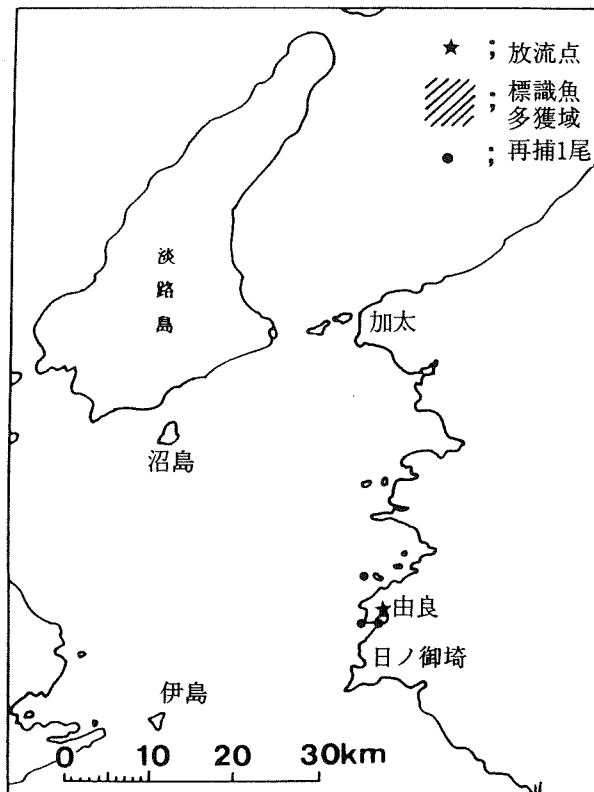 ★ ; 放流点
; 標識魚
多獲域
● ; 再捕1尾
淡路島
加太
沼島
由良
日ノ御埼
伊島
0 10 20 30km